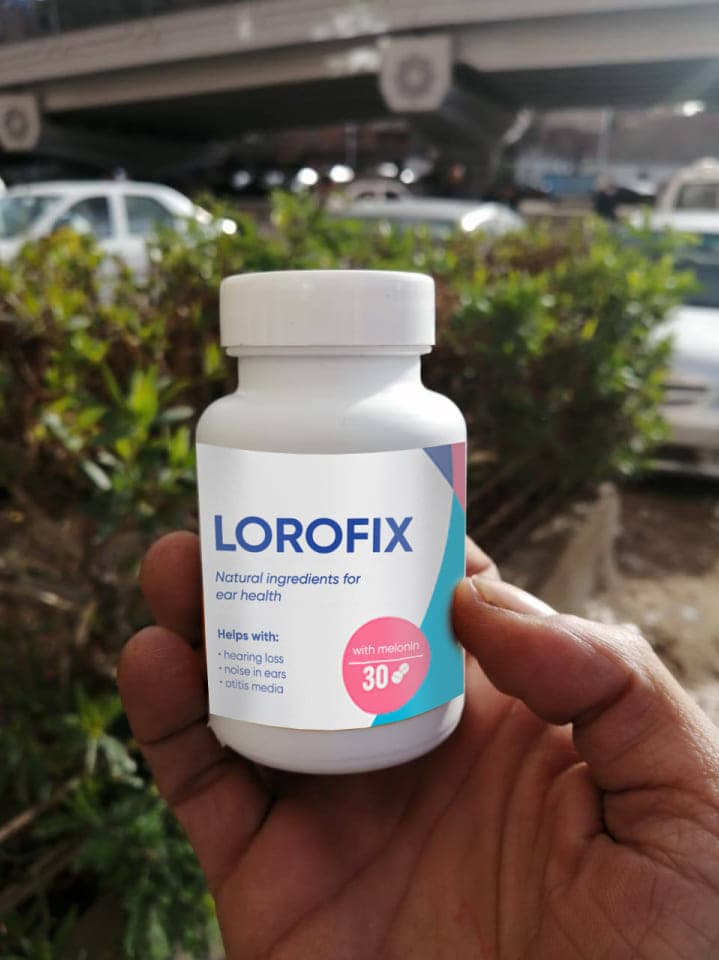 LOROFIX
Natural ingredients for
ear health
Helps with:
• hearing loss
• noise in ears
• otitis media
with melonin
30